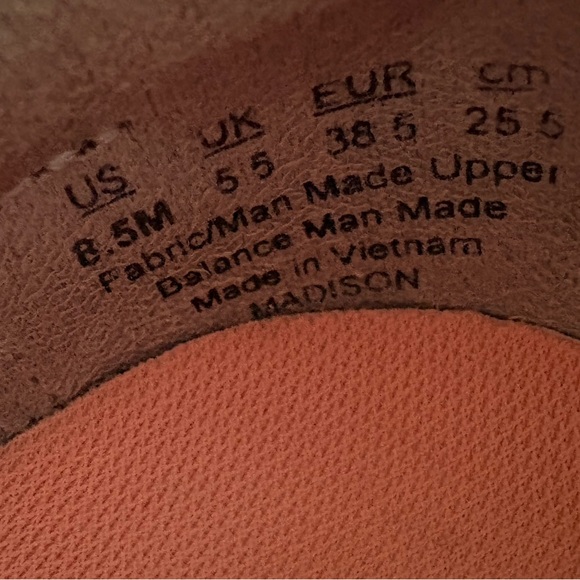 US UK EUR cm
8.5M 5.5 38.5 25.5
Fabric/Man Made Upper
Balance Man Made
Made in Vietnam
MADISON